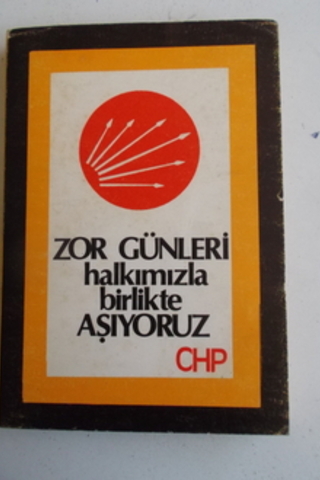 ZOR GÜNLERİ
halkımızla
birlikte
AŞIYORUZ
CHP